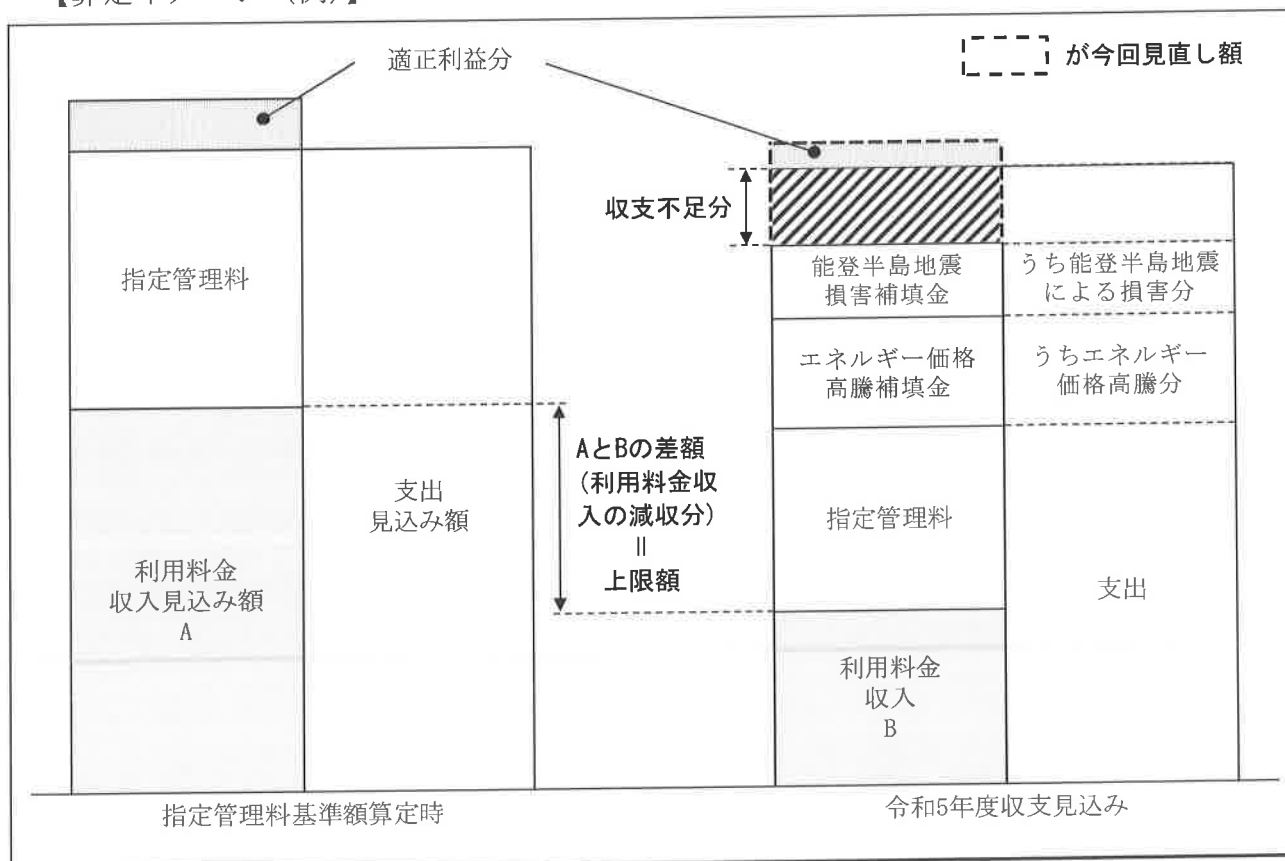 【算定イメージ(例)】
適正利益分
が今回見直し額
指定管理料
利用料金
収入見込み額
A
支出
見込み額
AとBの差額
(利用料金収
入の減収分)
||
上限額
収支不足分
能登半島地震
損害補填金
エネルギー価格
高騰補填金
指定管理料
利用料金
収入
B
うち能登半島地震
による損害分
うちエネルギー
価格高騰分
支出
指定管理料基準額算定時
令和5年度収支見込み